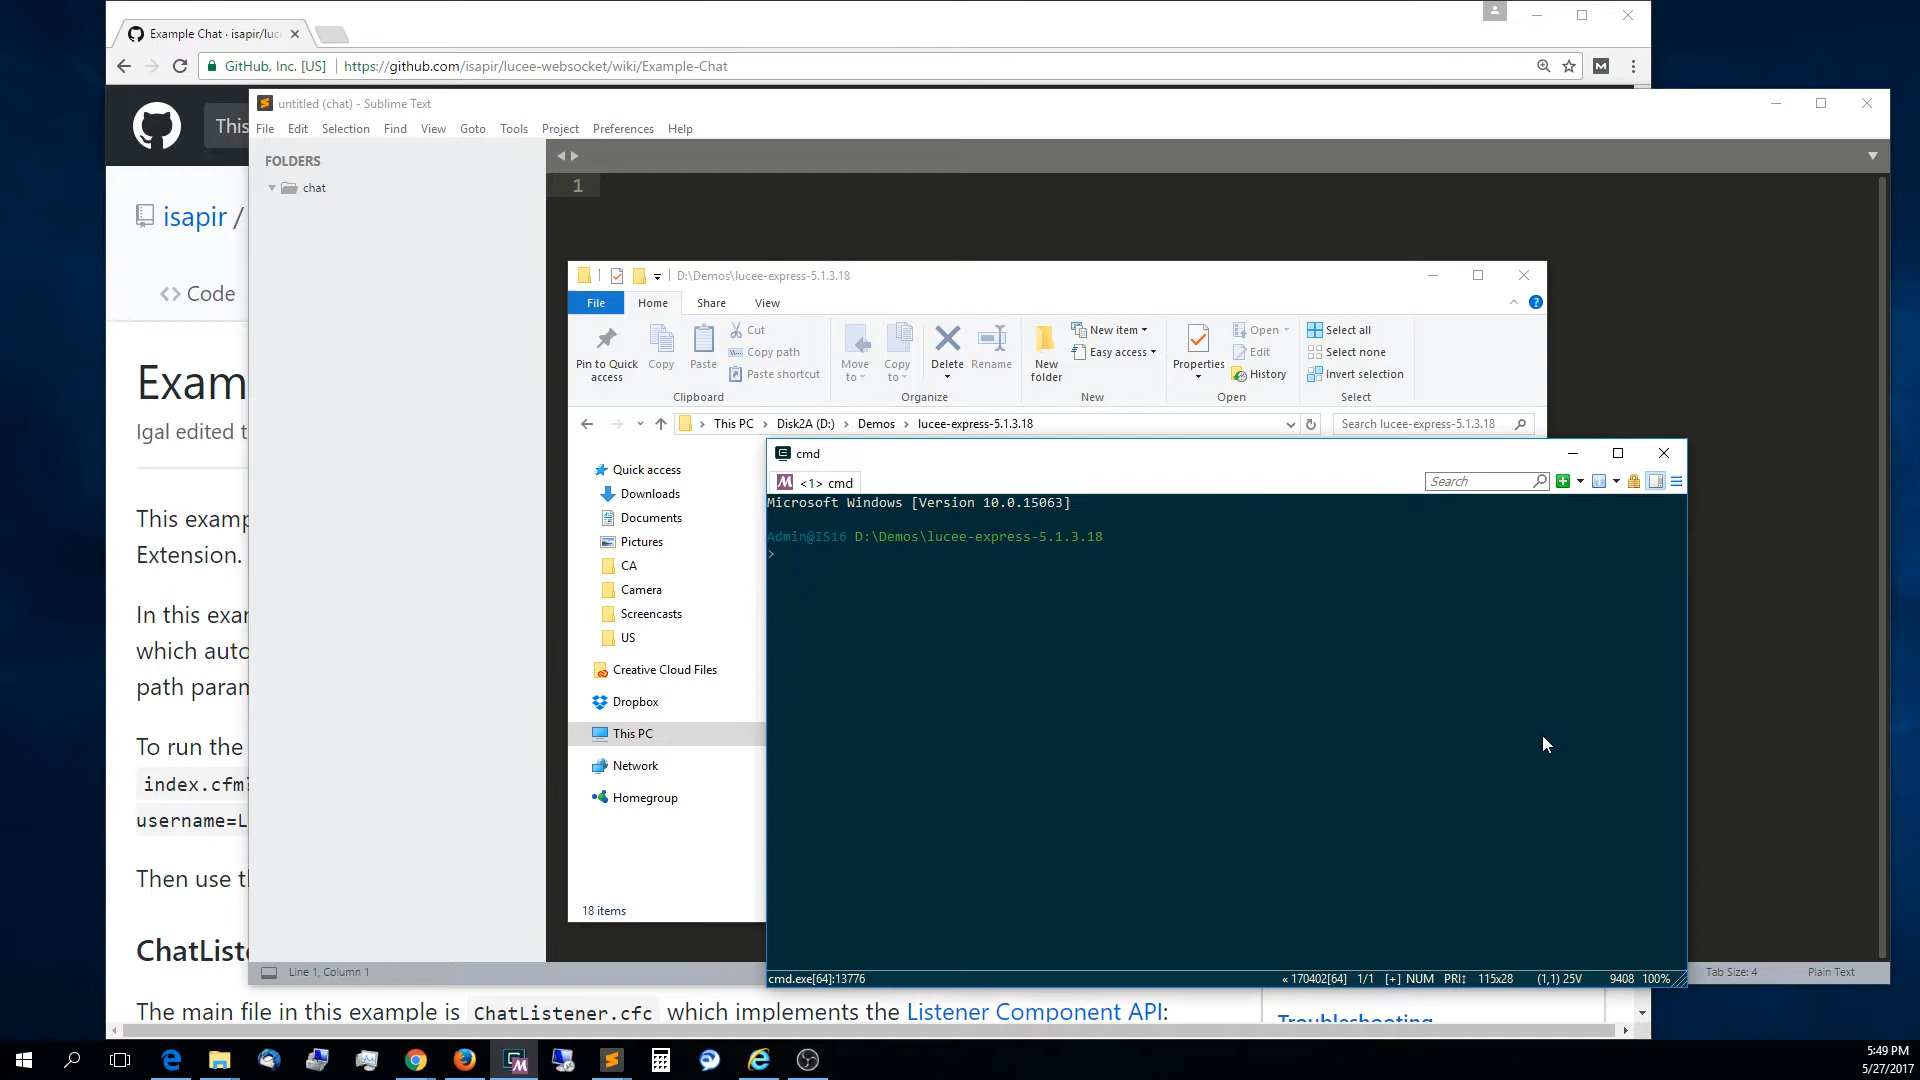 Example Chat · isapir/luc
GitHub, Inc. [US]
https://github.com/isapir/lucee-websocket/wiki/Example-Chat
This
untitled (chat) - Sublime Text
File Edit Selection Find View Goto Tools Project Preferences Help
FOLDERS
chat
1
isapir /
Code
Exam
Igal edited t
This examp
Extension.
In this exar
which auto
path paran
To run the
index.cfm?
username=L
Then use t
ChatListe
The main file in this example is ChatListener.cfc which implements the Listener Component API:
Troubleshooting
D:\Demos\lucee-express-5.1.3.18
File Home Share View
Pin to Quick access
Copy
Paste
Cut
Copy path
Paste shortcut
Clipboard
Move to
Copy to
Delete
Rename
Organize
New folder
New item
Easy access
New
Properties
Open
Edit
History
Open
Select all
Select none
Invert selection
Select
This PC > Disk2A (D:) > Demos > lucee-express-5.1.3.18
Search lucee-express-5.1.3.18
Quick access
Downloads
Documents
Pictures
CA
Camera
Screencasts
US
Creative Cloud Files
Dropbox
This PC
Network
Homegroup
18 items
cmd
<1> cmd
Search
Microsoft Windows [Version 10.0.15063]
Admin@IS16 D:\Demos\lucee-express-5.1.3.18
>
cmd.exe[64]:13776
« 170402[64] 1/1 [+] NUM PRI↕ 115x28 (1,1) 25V 9408 100%
Line 1, Column 1
Tab Size: 4
Plain Text
5:49 PM
5/27/2017